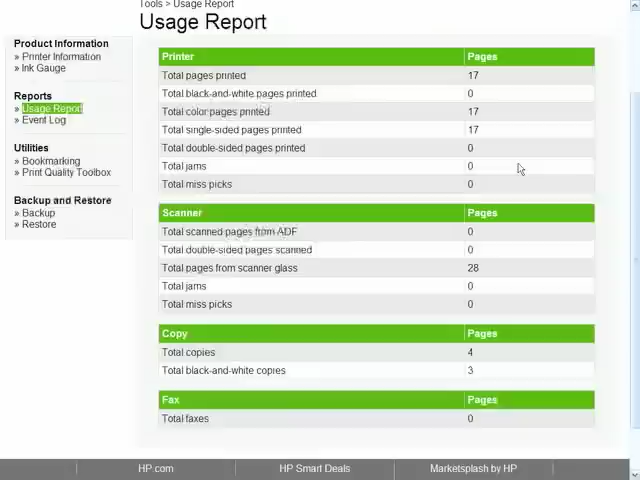 Tools > Usage Report
Usage Report
Product Information
» Printer Information
» Ink Gauge
Reports
» Usage Report
» Event Log
Utilities
» Bookmarking
» Print Quality Toolbox
Backup and Restore
» Backup
» Restore
Printer Pages
Total pages printed 17
Total black-and-white pages printed 0
Total color pages printed 17
Total single-sided pages printed 17
Total double-sided pages printed 0
Total jams 0
Total miss picks 0
Scanner Pages
Total scanned pages from ADF 0
Total double-sided pages scanned 0
Total pages from scanner glass 28
Total jams 0
Total miss picks 0
Copy Pages
Total copies 4
Total black-and-white copies 3
Fax Pages
Total faxes 0
HP.com HP Smart Deals Marketsplash by HP